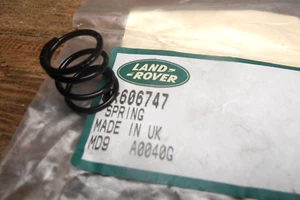 LAND-
-ROVER
606747
SPRING
MADE IN UK
MD9 A0040G